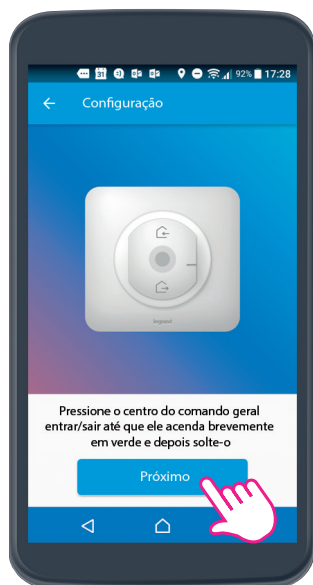 31
92% 17:28
Configuração
legrand
Pressione o centro do comando geral
entrar/sair até que ele acenda brevemente
em verde e depois solte-o
Próximo